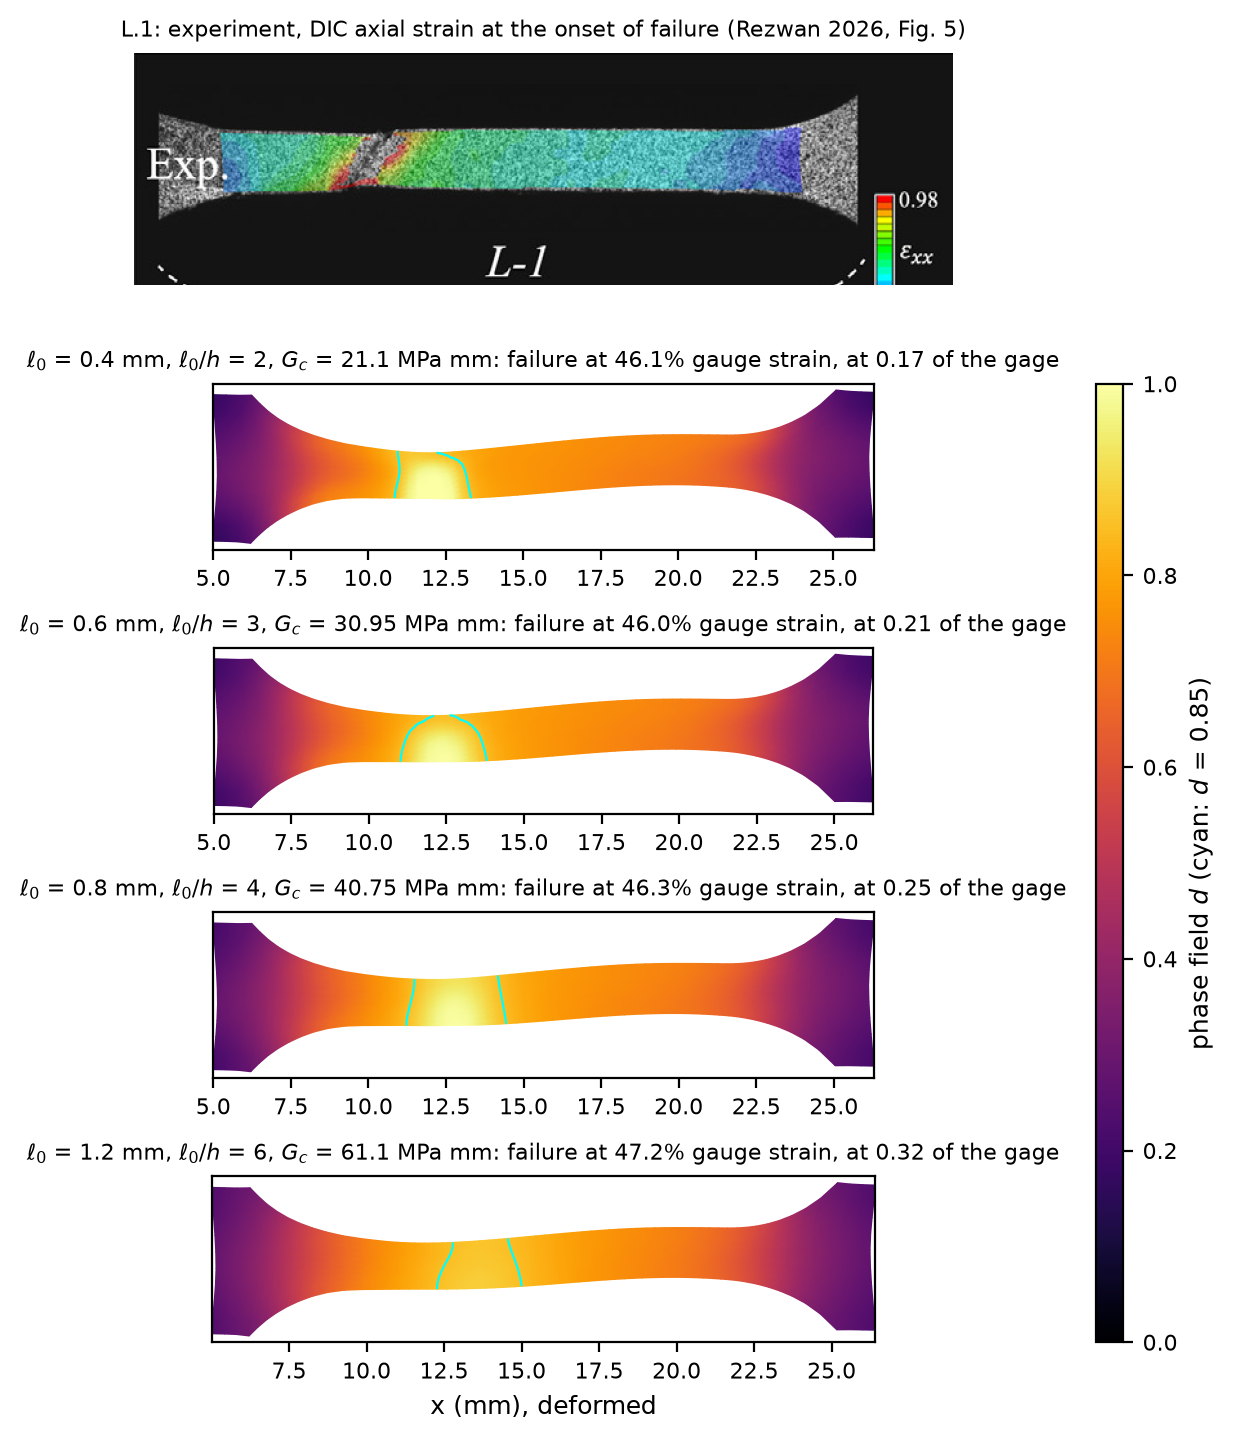 L.1: experiment, DIC axial strain at the onset of failure (Rezwan 2026, Fig. 5)
Exp.
0.98
εxx
L-1
ℓ0 = 0.4 mm, ℓ0/h = 2, Gc = 21.1 MPa mm: failure at 46.1% gauge strain, at 0.17 of the gage
5.0 7.5 10.0 12.5 15.0 17.5 20.0 22.5 25.0
ℓ0 = 0.6 mm, ℓ0/h = 3, Gc = 30.95 MPa mm: failure at 46.0% gauge strain, at 0.21 of the gage
5.0 7.5 10.0 12.5 15.0 17.5 20.0 22.5 25.0
ℓ0 = 0.8 mm, ℓ0/h = 4, Gc = 40.75 MPa mm: failure at 46.3% gauge strain, at 0.25 of the gage
5.0 7.5 10.0 12.5 15.0 17.5 20.0 22.5 25.0
ℓ0 = 1.2 mm, ℓ0/h = 6, Gc = 61.1 MPa mm: failure at 47.2% gauge strain, at 0.32 of the gage
7.5 10.0 12.5 15.0 17.5 20.0 22.5 25.0
x (mm), deformed
1.0
0.8
0.6
0.4
0.2
0.0
phase field d (cyan: d = 0.85)